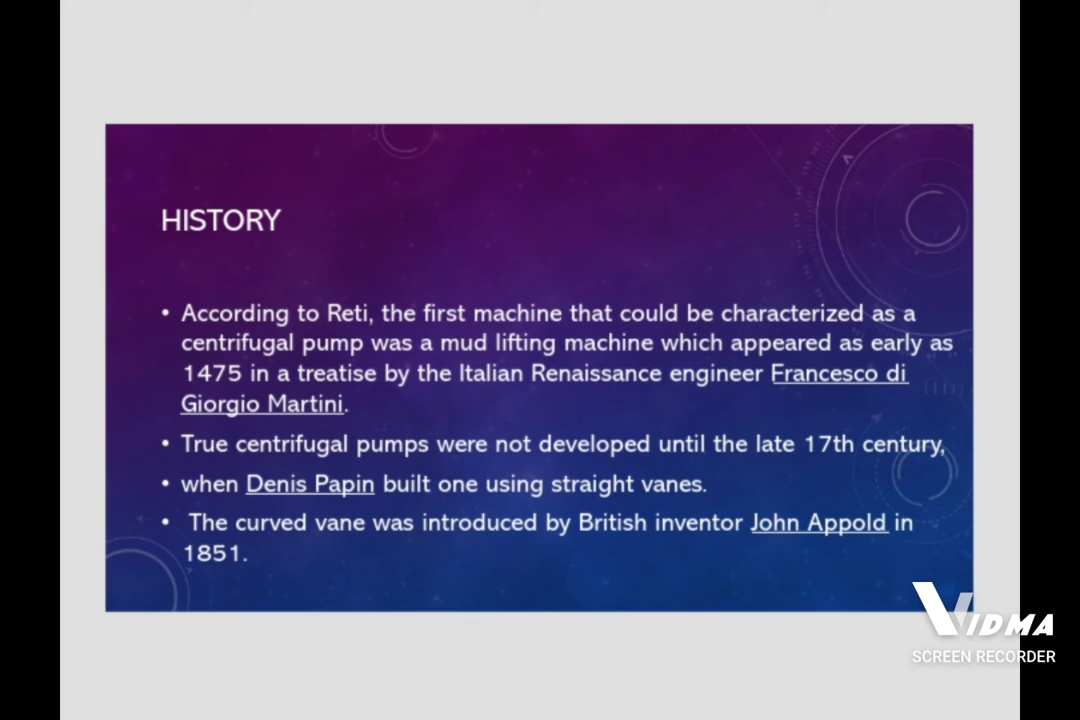 HISTORY
• According to Reti, the first machine that could be characterized as a
centrifugal pump was a mud lifting machine which appeared as early as
1475 in a treatise by the Italian Renaissance engineer Francesco di
Giorgio Martini.
• True centrifugal pumps were not developed until the late 17th century,
• when Denis Papin built one using straight vanes.
• The curved vane was introduced by British inventor John Appold in
1851.
VIDMA
SCREEN RECORDER